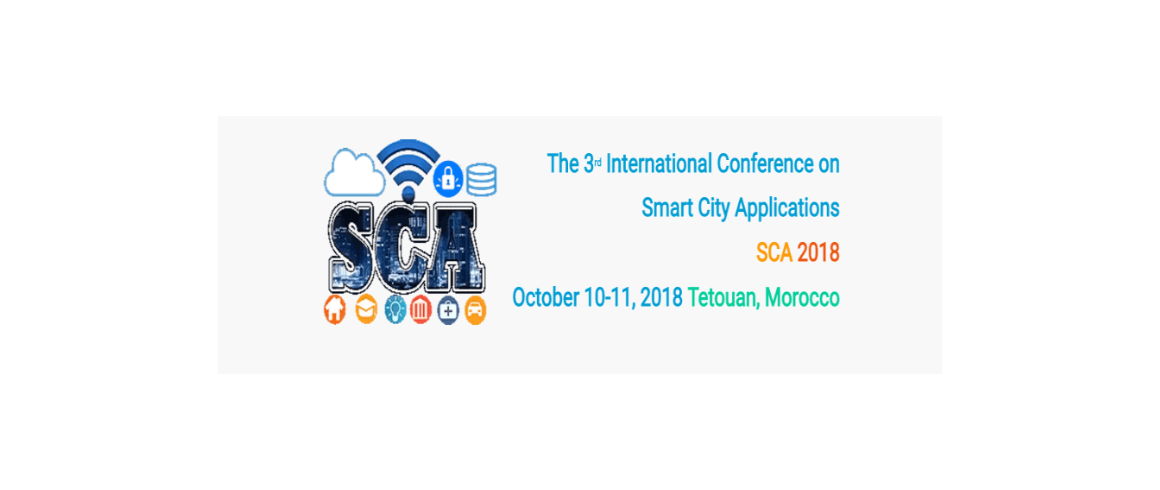 SCA
The 3rd International Conference on
Smart City Applications
SCA 2018
October 10-11, 2018 Tetouan, Morocco